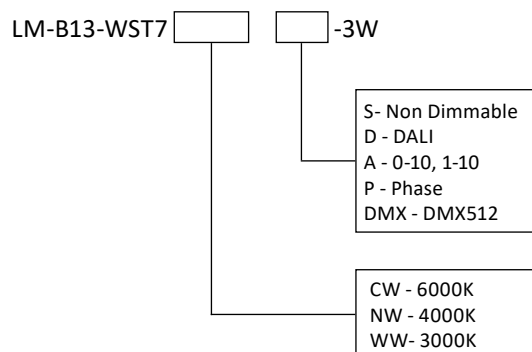 LM-B13-WST7 -3W
S- Non Dimmable
D - DALI
A - 0-10, 1-10
P - Phase
DMX - DMX512
CW - 6000K
NW - 4000K
WW- 3000K